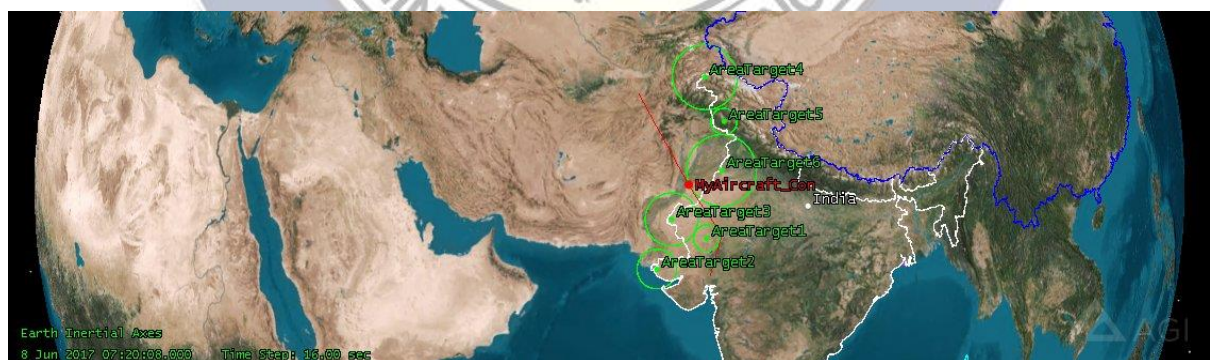 AreaTarget4
AreaTarget5
AreaTarget6
MyAircraft_Con
India
AreaTarget3
AreaTarget1
AreaTarget2
Earth Inertial Axes
8 Jun 2017 07:20:08.000 Time Step: 16.00 sec
AGI